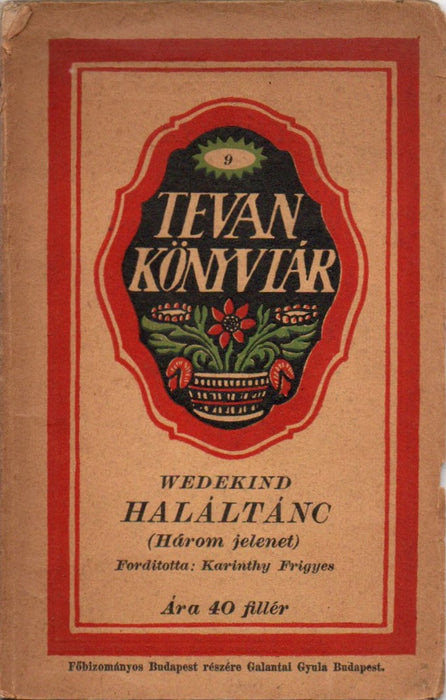 9
TEVAN
KÖNYVTÁR
WEDEKIND
HALÁLTÁNC
(Három jelenet)
Forditotta: Karinthy Frigyes
Ára 40 fillér
Főbizományos Budapest részére Galantai Gyula Budapest.